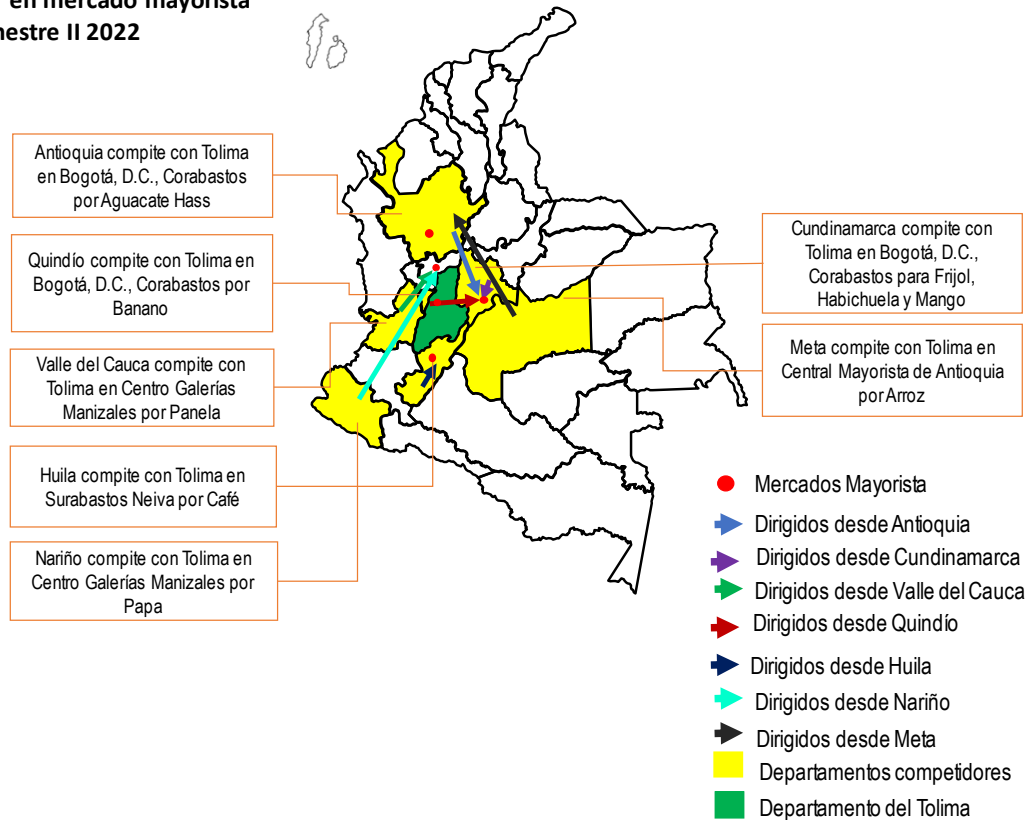 en mercado mayorista
estre II 2022
Antioquia compite con Tolima
en Bogotá, D.C., Corabastos
por Aguacate Hass
Quindío compite con Tolima en
Bogotá, D.C., Corabastos por
Banano
Valle del Cauca compite con
Tolima en Centro Galerías
Manizales por Panela
Huila compite con Tolima en
Surabastos Neiva por Café
Nariño compite con Tolima en
Centro Galerías Manizales por
Papa
Cundinamarca compite con
Tolima en Bogotá, D.C.,
Corabastos para Frijol,
Habichuela y Mango
Meta compite con Tolima en
Central Mayorista de Antioquia
por Arroz
Mercados Mayorista
Dirigidos desde Antioquia
Dirigidos desde Cundinamarca
Dirigidos desde Valle del Cauca
Dirigidos desde Quindío
Dirigidos desde Huila
Dirigidos desde Nariño
Dirigidos desde Meta
Departamentos competidores
Departamento del Tolima